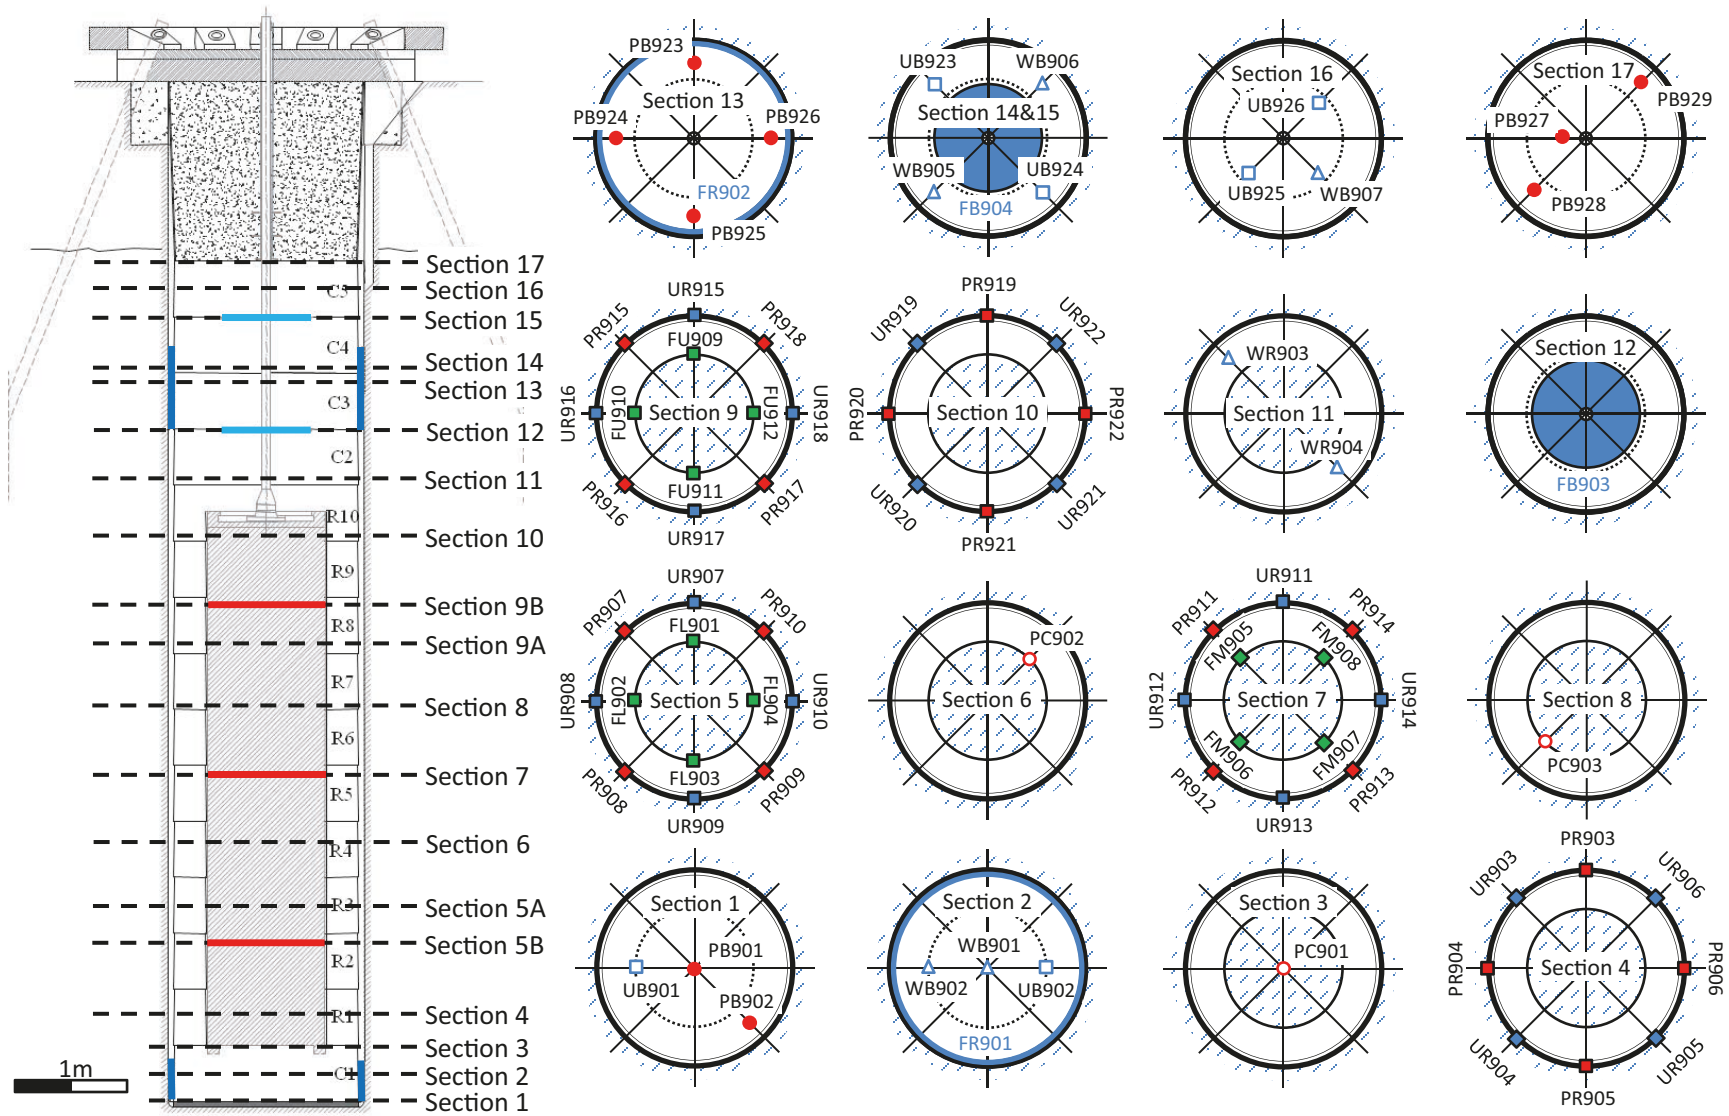 C5
C4
C3
C2
R10
R9
R8
R7
R6
R5
R4
R3
R2
R1
C1
1m
Section 17
Section 16
Section 15
Section 14
Section 13
Section 12
Section 11
Section 10
Section 9B
Section 9A
Section 8
Section 7
Section 6
Section 5A
Section 5B
Section 4
Section 3
Section 2
Section 1
PB923
Section 13
PB924
PB926
FR902
PB925
UB923
WB906
Section 14&15
WB905
UB924
FB904
Section 16
UB926
UB925
WB907
Section 17
PB929
PB927
PB928
UR915
PR915
PR918
FU909
UR916
FU910
Section 9
FU912
UR918
FU911
PR916
PR917
UR917
PR919
UR919
UR922
PR920
Section 10
PR922
UR920
UR921
PR921
WR903
Section 11
WR904
Section 12
FB903
UR907
PR907
PR910
FL901
UR908
FL902
Section 5
FL904
UR910
FL903
PR908
PR909
UR909
PC902
Section 6
UR911
PR911
PR914
FM905
FM908
UR912
Section 7
UR914
FM906
FM907
PR912
PR913
UR913
Section 8
PC903
Section 1
PB901
UB901
PB902
Section 2
WB901
WB902
UB902
FR901
Section 3
PC901
PR903
UR903
UR906
PR904
Section 4
PR906
UR904
UR905
PR905